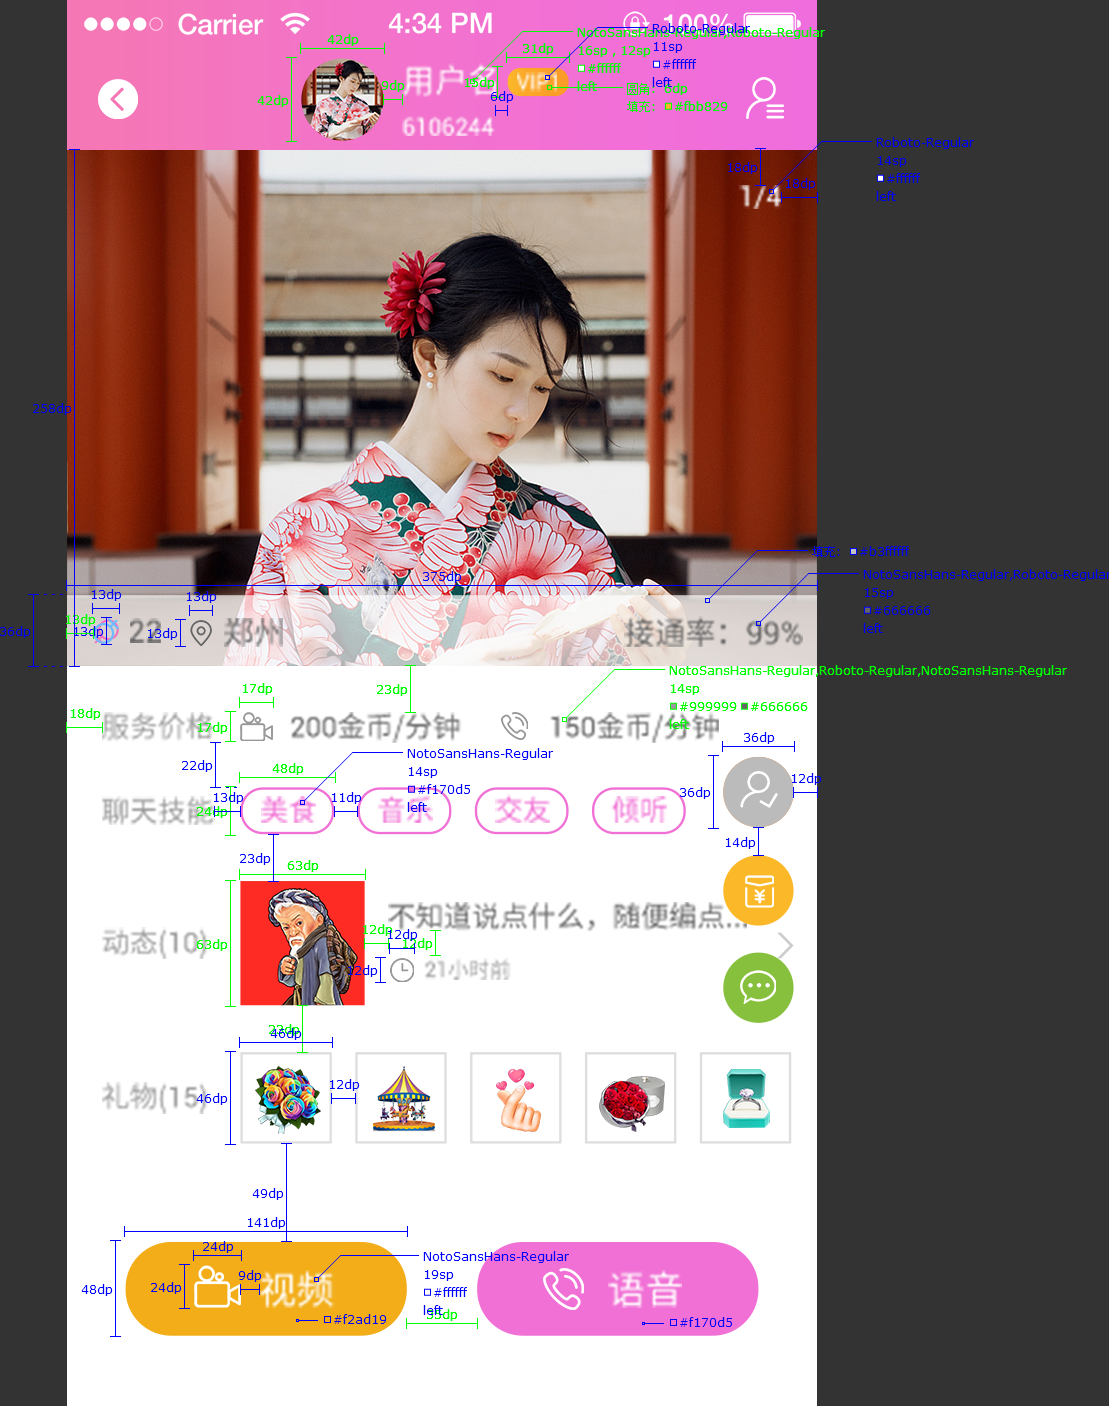 Carrier 4:34 PM 100%
42dp
NotoSansHans-Regular,Roboto-Regular
Roboto-Regular
31dp
16sp，12sp
11sp
#ffffff
#ffffff
left
left
15dp
用户名
VIP1
42dp
9dp
6dp
圆角： 9dp
填充： #fbb829
6106244
Roboto-Regular
14sp
#ffffff
left
18dp
18dp
1/4
258dp
填充： #b3ffffff
375dp
NotoSansHans-Regular,Roboto-Regular
15sp
#666666
left
13dp
13dp
13dp
36dp
13dp
22
13dp
郑州
接通率：99%
NotoSansHans-Regular,Roboto-Regular,NotoSansHans-Regular
14sp
#999999 #666666
left
17dp
23dp
18dp
服务价格
17dp
200金币/分钟
150金币/分钟
22dp
NotoSansHans-Regular
14sp
#f170d5
left
36dp
36dp
12dp
48dp
13dp
11dp
聊天技能
24dp
美食
音乐
交友
倾听
14dp
23dp
63dp
不知道说点什么，随便编点...
动态(10)
63dp
12dp
12dp
12dp
12dp
21小时前
22dp
46dp
礼物(15)
46dp
12dp
49dp
141dp
24dp
NotoSansHans-Regular
19sp
#ffffff
left
48dp
24dp
9dp
视频
语音
#f2ad19
35dp
#f170d5